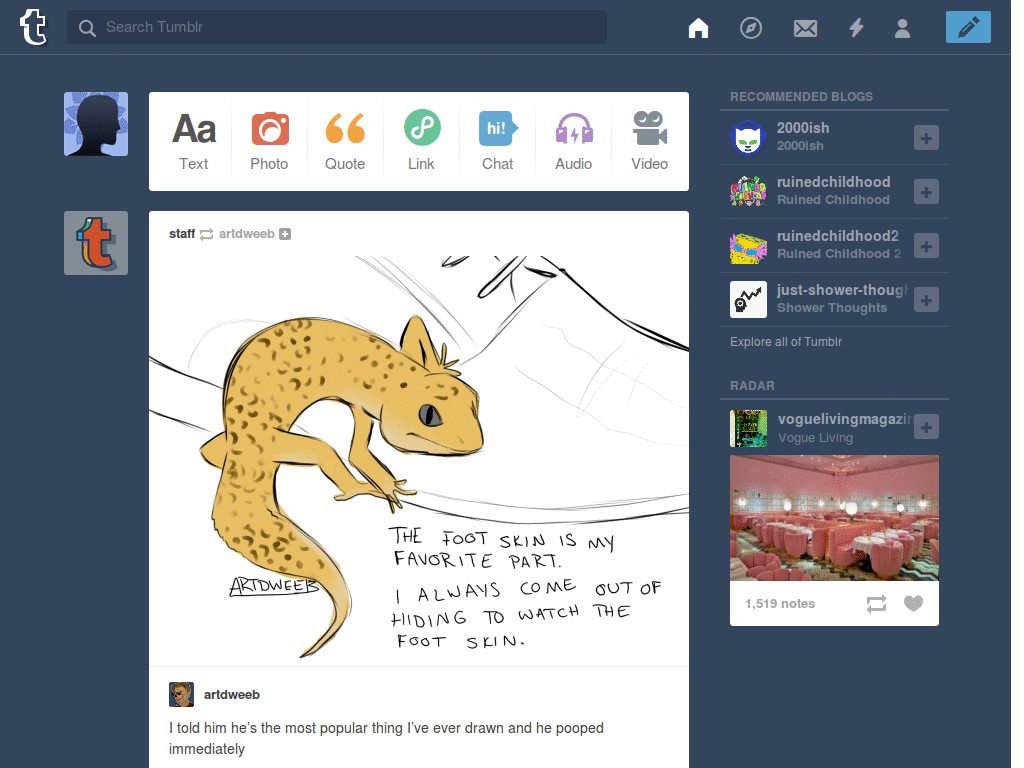 Search Tumblr
Aa
hi!
Text
Photo
Quote
Link
Chat
Audio
Video
staff artdweeb
THE FOOT SKIN IS MY
FAVORITE PART.
I ALWAYS COME OUT OF
HIDING TO WATCH THE
FOOT SKIN.
ARTDWEEB
artdweeb
I told him he’s the most popular thing I’ve ever drawn and he pooped
immediately
RECOMMENDED BLOGS
2000ish
2000ish
ruinedchildhood
Ruined Childhood
ruinedchildhood2
Ruined Childhood 2
just-shower-though
Shower Thoughts
Explore all of Tumblr
RADAR
voguelivingmagazin
Vogue Living
1,519 notes